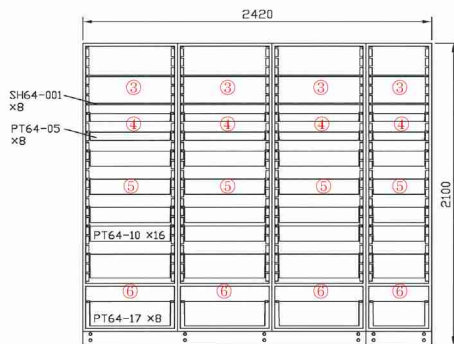 2420
③ ③ ③ ③
SH64-001
×8
④ ④ ④ ④
PT64-05
×8
⑤ ⑤ ⑤ ⑤
2100
PT64-10 ×16
⑥ ⑥ ⑥ ⑥
PT64-17 ×8